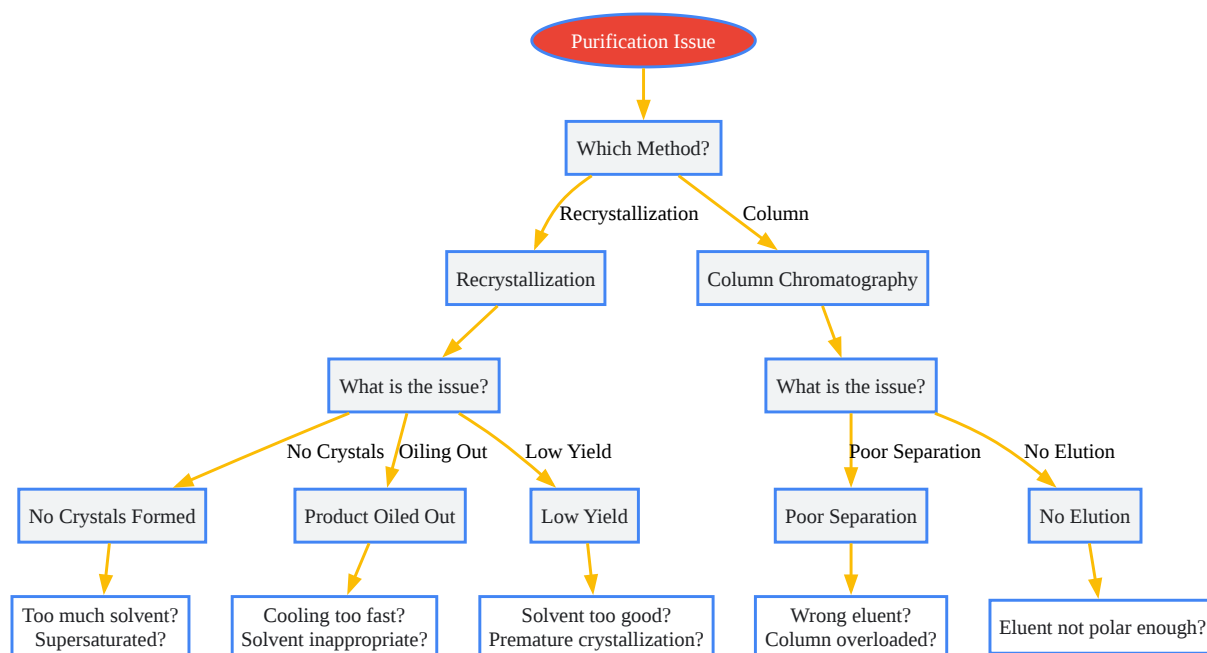 Purification Issue
Which Method?
Recrystallization
Column
Recrystallization
Column Chromatography
What is the issue?
What is the issue?
No Crystals
Oiling Out
Low Yield
Poor Separation
No Elution
No Crystals Formed
Product Oiled Out
Low Yield
Poor Separation
No Elution
Too much solvent?
Supersaturated?
Cooling too fast?
Solvent inappropriate?
Solvent too good?
Premature crystallization?
Wrong eluent?
Column overloaded?
Eluent not polar enough?